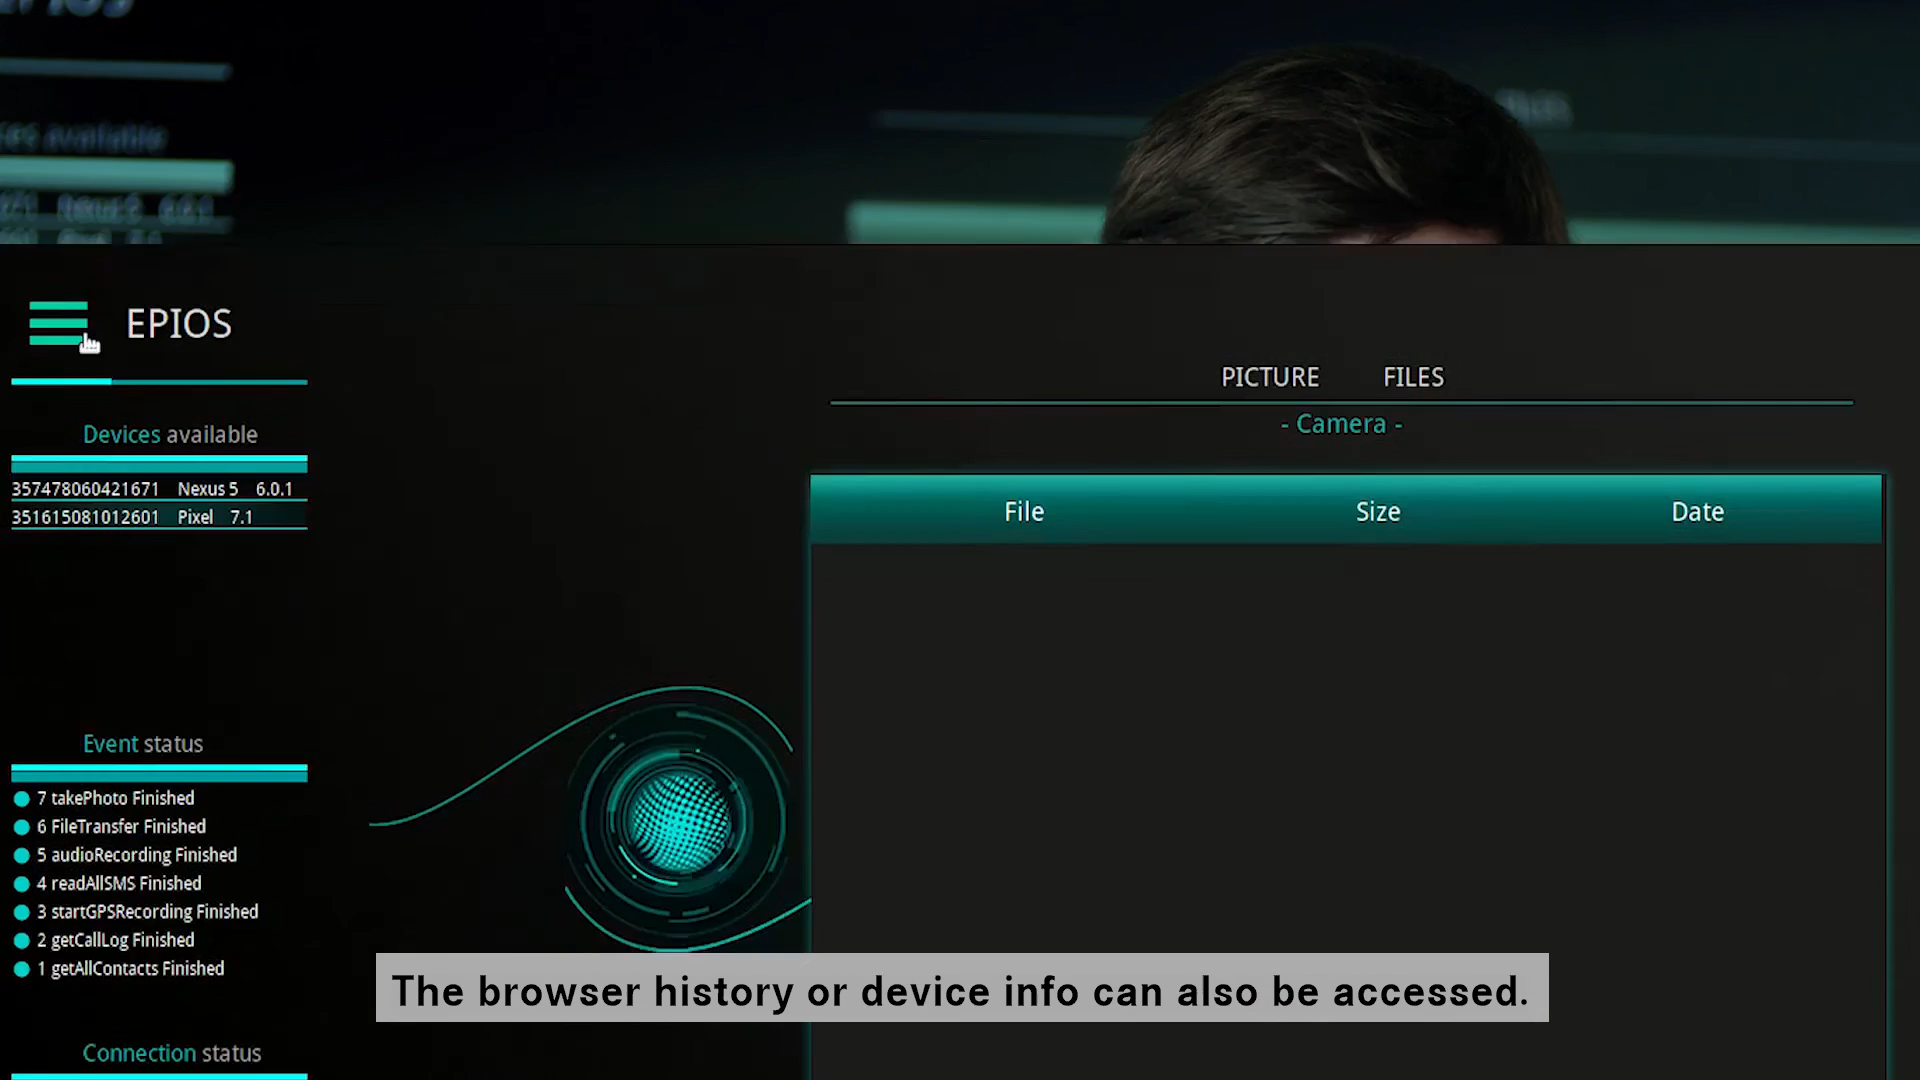 EPIOS
PICTURE FILES
- Camera -
Devices available
357478060421671 Nexus 5 6.0.1
351615081012601 Pixel 7.1
File Size Date
Event status
7 takePhoto Finished
6 FileTransfer Finished
5 audioRecording Finished
4 readAllSMS Finished
3 startGPSRecording Finished
2 getCallLog Finished
1 getAllContacts Finished
Connection status
The browser history or device info can also be accessed.